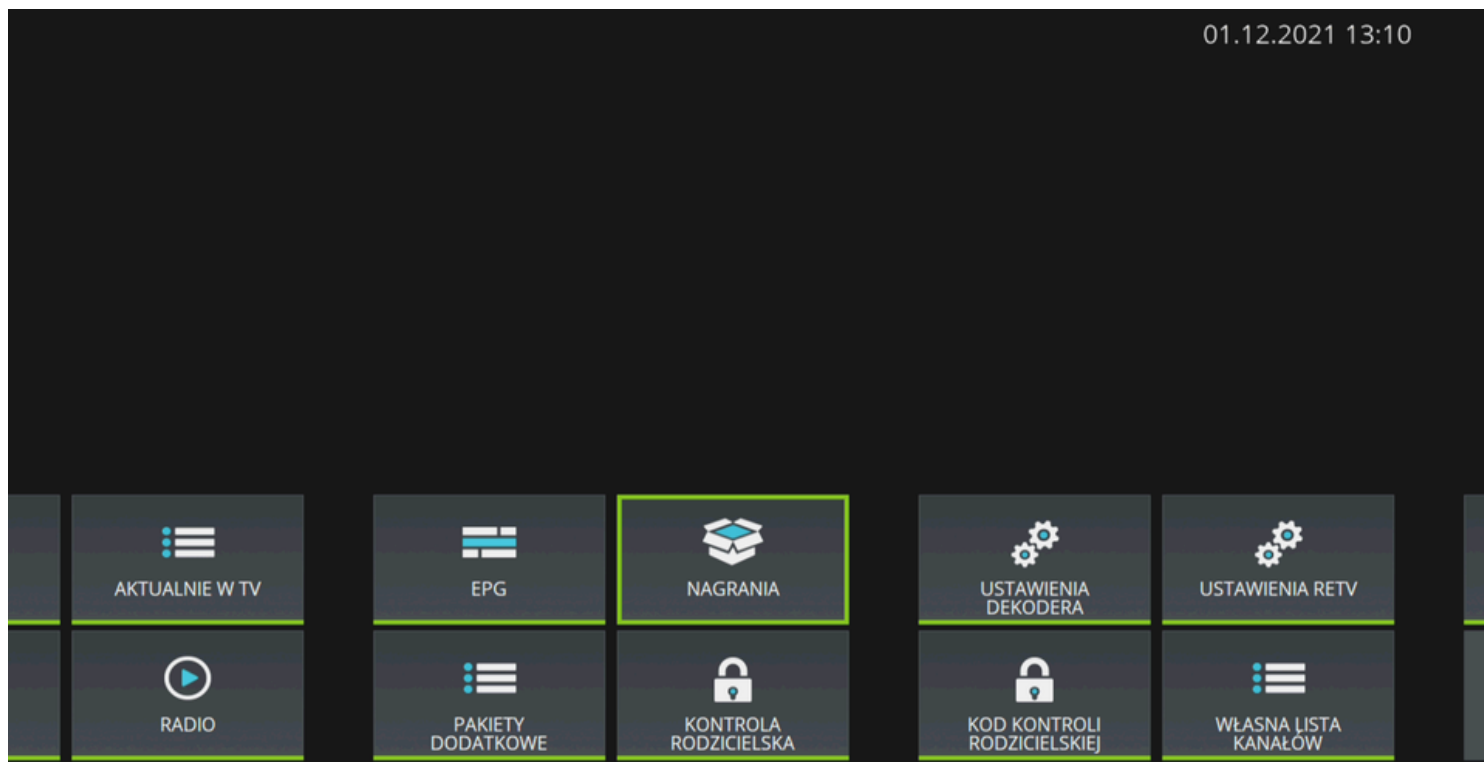 01.12.2021 13:10
AKTUALNIE W TV
EPG
NAGRANIA
USTAWIENIA
DEKODERA
USTAWIENIA RETV
RADIO
PAKIETY
DODATKOWE
KONTROLA
RODZICIELSKA
KOD KONTROLI
RODZICIELSKIEJ
WŁASNA LISTA
KANAŁÓW